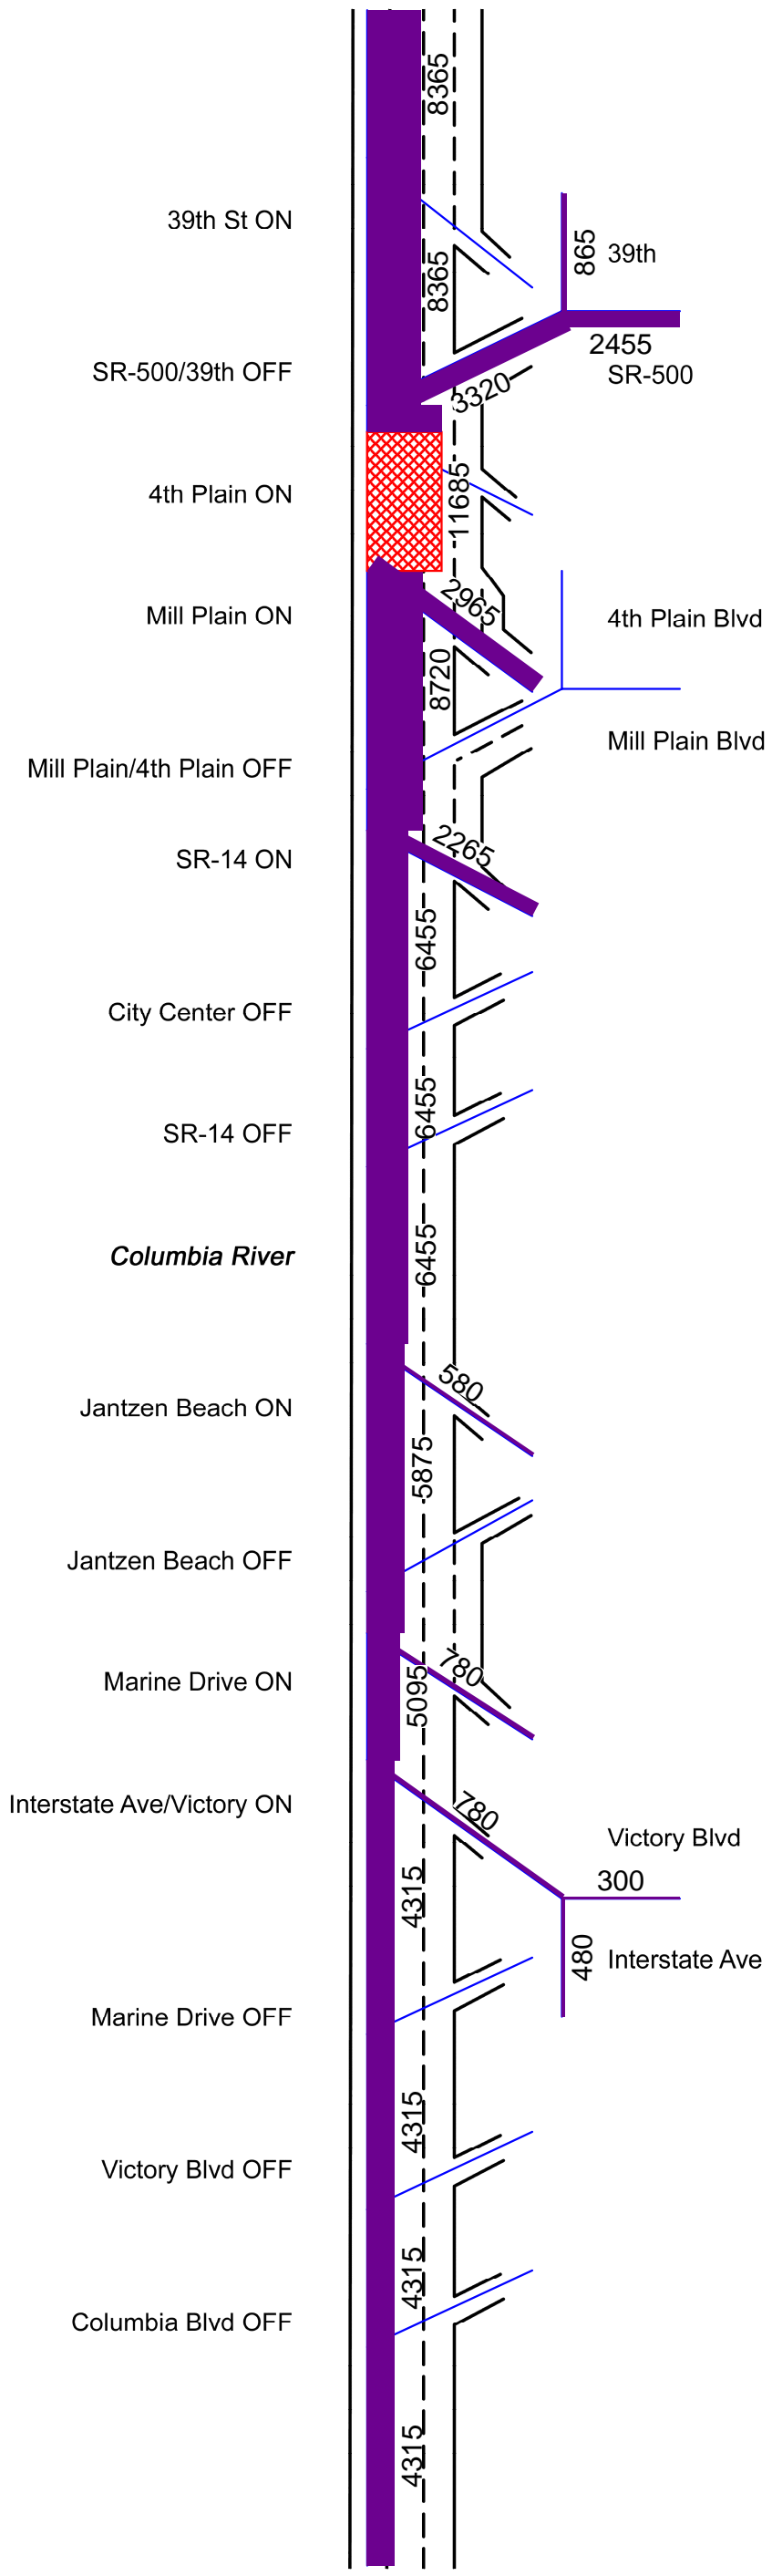 8365
39th St ON
865
39th
8365
2455
SR-500/39th OFF
SR-500
3320
4th Plain ON
11685
Mill Plain ON
2965
4th Plain Blvd
8720
Mill Plain Blvd
Mill Plain/4th Plain OFF
SR-14 ON
2265
6455
City Center OFF
6455
SR-14 OFF
Columbia River
6455
580
Jantzen Beach ON
5875
Jantzen Beach OFF
780
Marine Drive ON
5095
Interstate Ave/Victory ON
780
Victory Blvd
300
4315
480
Interstate Ave
Marine Drive OFF
4315
Victory Blvd OFF
4315
Columbia Blvd OFF
4315